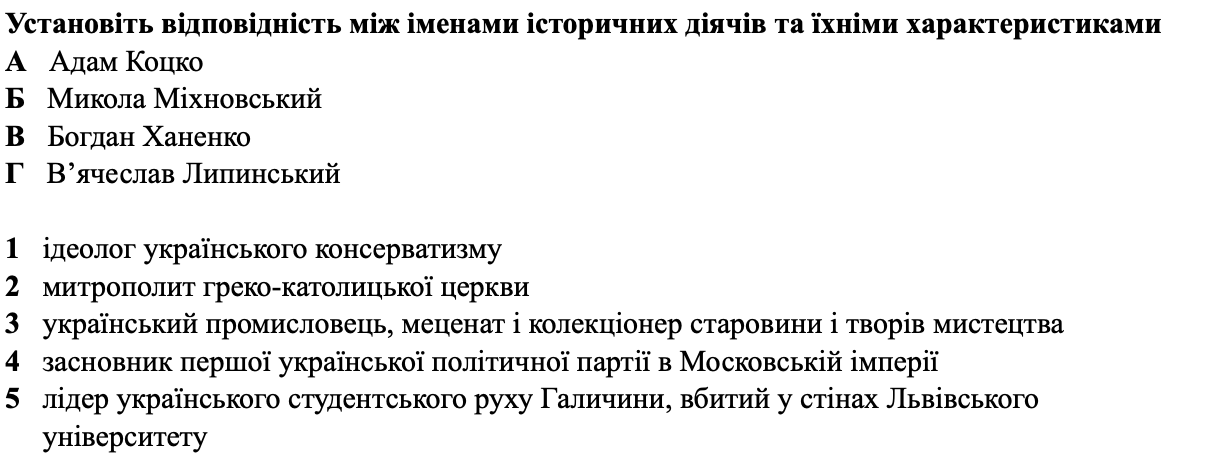 Установіть відповідність між іменами історичних діячів та їхніми характеристиками
А Адам Коцко
Б Микола Міхновський
В Богдан Ханенко
Г В’ячеслав Липинський
1 ідеолог українського консерватизму
2 митрополит греко-католицької церкви
3 український промисловець, меценат і колекціонер старовини і творів мистецтва
4 засновник першої української політичної партії в Московській імперії
5 лідер українського студентського руху Галичини, вбитий у стінах Львівського
університету